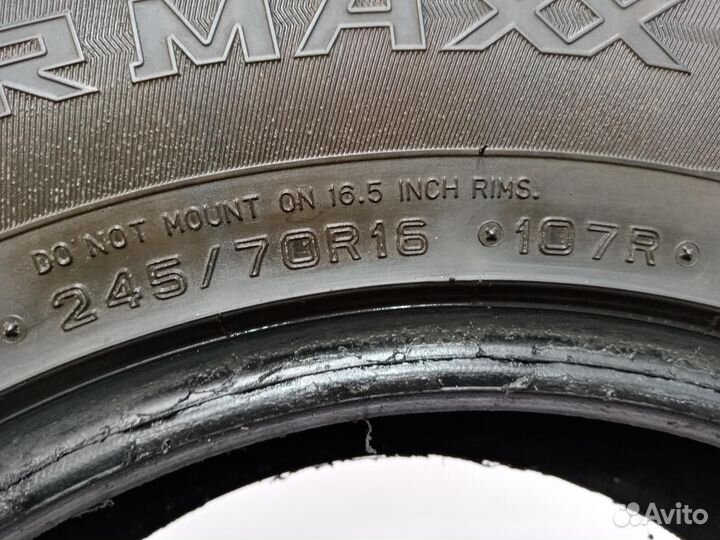 R MAXX
DO NOT MOUNT ON 16.5 INCH RIMS.
245/70R16 107R
Avito